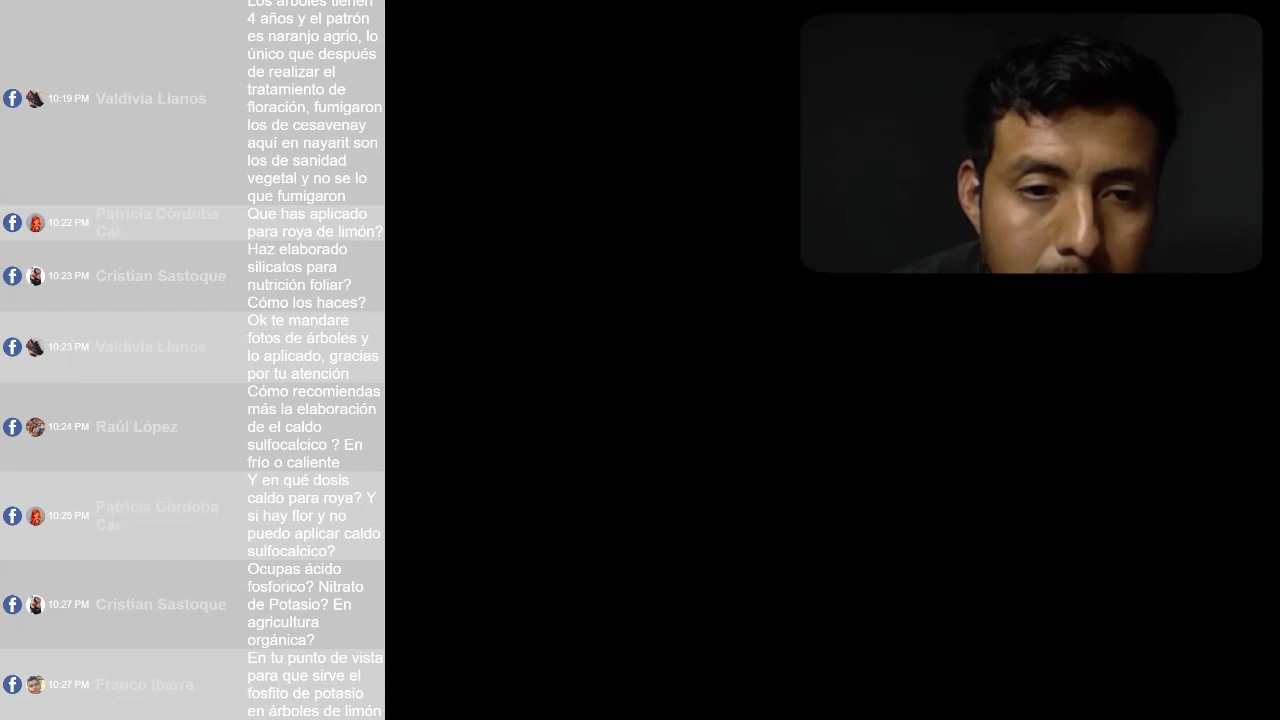 Los árboles tienen
4 años y el patrón
es naranjo agrio, lo
único que después
de realizar el
tratamiento de
10:19 PM Valdivia Llanos
floración, fumigaron
los de cesavenay
aquí en nayarit son
los de sanidad
vegetal y no se lo
que fumigaron
10:22 PM Patricia Córdoba
Car
Que has aplicado
para roya de limón?
10:23 PM Cristian Sastoque
Haz elaborado
silicatos para
nutrición foliar?
Cómo los haces?
10:23 PM Valdivia Llanos
Ok te mandare
fotos de árboles y
lo aplicado, gracias
por tu atención
10:24 PM Raúl López
Cómo recomiendas
más la elaboración
de el caldo
sulfocalcico ? En
frío o caliente
10:25 PM Patricia Córdoba
Car
Y en qué dosis
caldo para roya? Y
si hay flor y no
puedo aplicar caldo
sulfocalcico?
10:27 PM Cristian Sastoque
Ocupas ácido
fosforico? Nitrato
de Potasio? En
agricultura
orgánica?
10:27 PM Franco Ibarra
En tu punto de vista
para que sirve el
fosfito de potasio
en árboles de limón